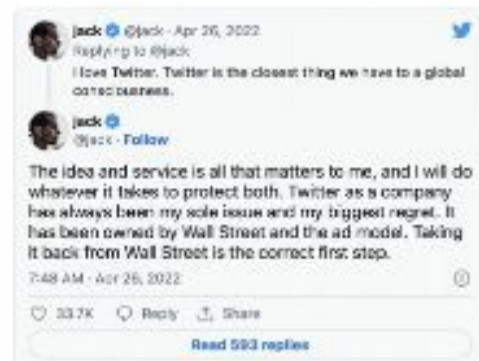 jack @jack · Apr 26, 2022
Replying to @jack
I love Twitter. Twitter is the closest thing we have to a global
consciousness.
jack
@jack · Follow
The idea and service is all that matters to me, and I will do
whatever it takes to protect both. Twitter as a company
has always been my sole issue and my biggest regret. It
has been owned by Wall Street and the ad model. Taking
it back from Wall Street is the correct first step.
7:48 AM · Apr 26, 2022
33.7K Reply Share
Read 593 replies